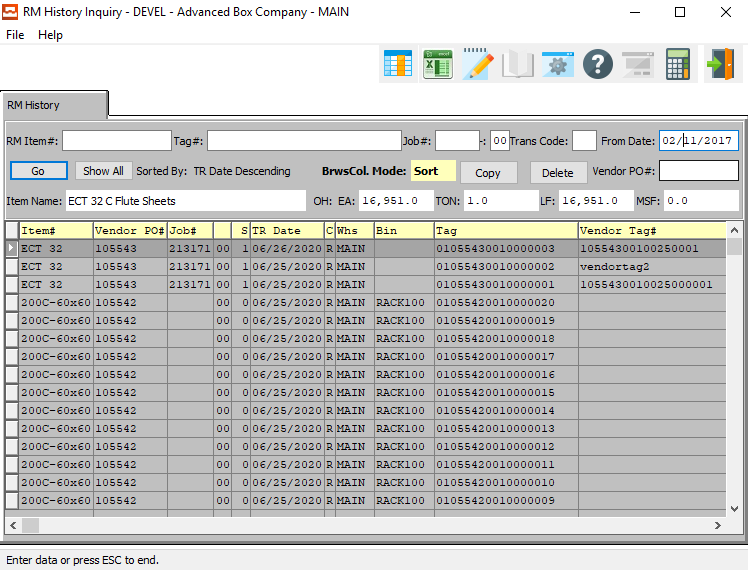 RM History Inquiry - DEVEL - Advanced Box Company - MAIN
File Help
RM History
RM Item#: Tag#: Job#: -: 00 Trans Code: From Date: 02/11/2017
Go Show All Sorted By: TR Date Descending BrwsCol. Mode: Sort Copy Delete Vendor PO#:
Item Name: ECT 32 C Flute Sheets OH: EA: 16,951.0 TON: 1.0 LF: 16,951.0 MSF: 0.0
Item# Vendor PO# Job# S TR Date C Whs Bin Tag Vendor Tag#
ECT 32 105543 213171 00 1 06/26/2020 R MAIN 01055430010000003 10554300100250001
ECT 32 105543 213171 00 1 06/25/2020 R MAIN 01055430010000002 vendortag2
ECT 32 105543 213171 00 1 06/25/2020 R MAIN 01055430010000001 1055430010025000001
200C-60x60 105542 00 0 06/25/2020 R MAIN RACK100 01055420010000020
200C-60x60 105542 00 0 06/25/2020 R MAIN RACK100 01055420010000019
200C-60x60 105542 00 0 06/25/2020 R MAIN RACK100 01055420010000018
200C-60x60 105542 00 0 06/25/2020 R MAIN RACK100 01055420010000017
200C-60x60 105542 00 0 06/25/2020 R MAIN RACK100 01055420010000016
200C-60x60 105542 00 0 06/25/2020 R MAIN RACK100 01055420010000015
200C-60x60 105542 00 0 06/25/2020 R MAIN RACK100 01055420010000014
200C-60x60 105542 00 0 06/25/2020 R MAIN RACK100 01055420010000013
200C-60x60 105542 00 0 06/25/2020 R MAIN RACK100 01055420010000012
200C-60x60 105542 00 0 06/25/2020 R MAIN RACK100 01055420010000011
200C-60x60 105542 00 0 06/25/2020 R MAIN RACK100 01055420010000010
200C-60x60 105542 00 0 06/25/2020 R MAIN RACK100 01055420010000009
Enter data or press ESC to end.